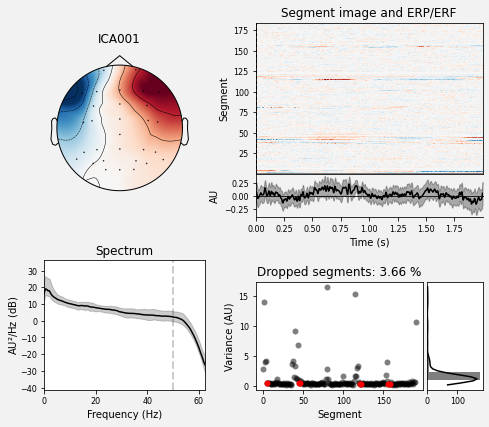 ICA001
Segment image and ERP/ERF
Segment
175
150
125
100
75
50
25
AU
0.25
0.00
−0.25
0.00 0.25 0.50 0.75 1.00 1.25 1.50 1.75
Time (s)
Spectrum
AU²/Hz (dB)
30
20
10
0
−10
−20
−30
−40
0 20 40 60
Frequency (Hz)
Dropped segments: 3.66 %
Variance (AU)
15
10
5
0
0 50 100 150
Segment
0 100